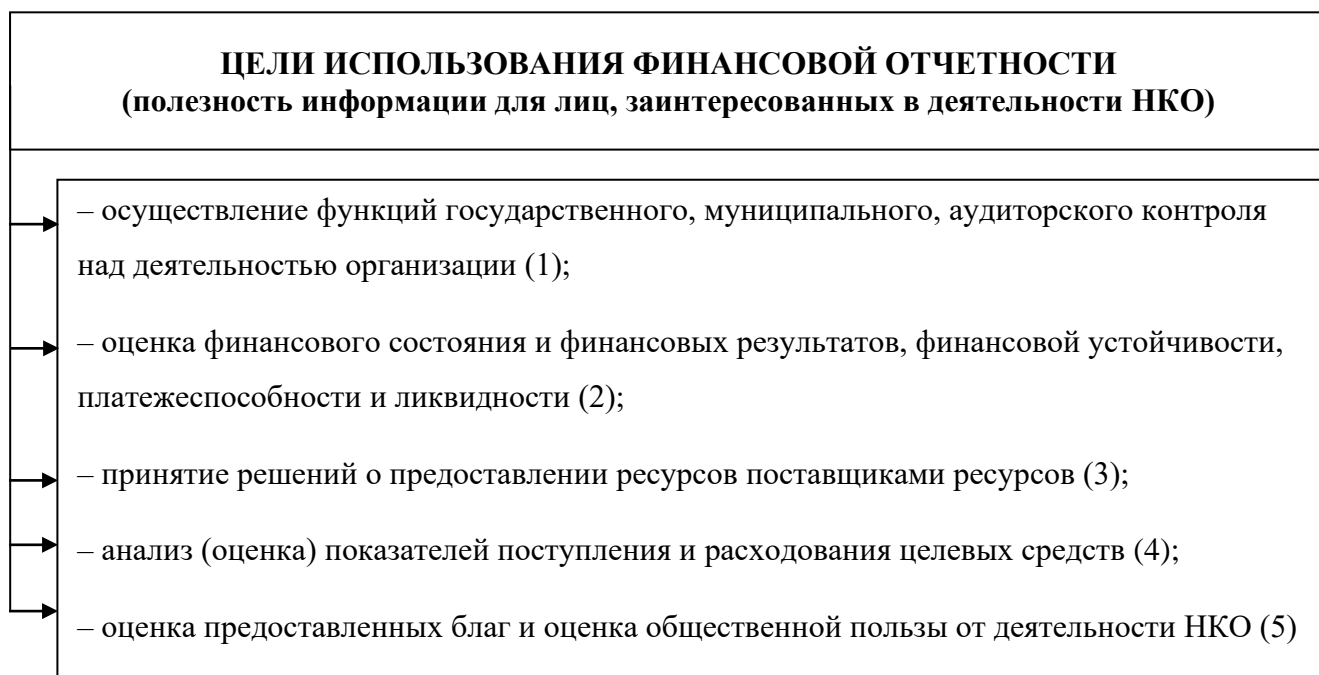 ЦЕЛИ ИСПОЛЬЗОВАНИЯ ФИНАНСОВОЙ ОТЧЕТНОСТИ
(полезность информации для лиц, заинтересованных в деятельности НКО)
– осуществление функций государственного, муниципального, аудиторского контроля
над деятельностью организации (1);
– оценка финансового состояния и финансовых результатов, финансовой устойчивости,
платежеспособности и ликвидности (2);
– принятие решений о предоставлении ресурсов поставщиками ресурсов (3);
– анализ (оценка) показателей поступления и расходования целевых средств (4);
– оценка предоставленных благ и оценка общественной пользы от деятельности НКО (5)